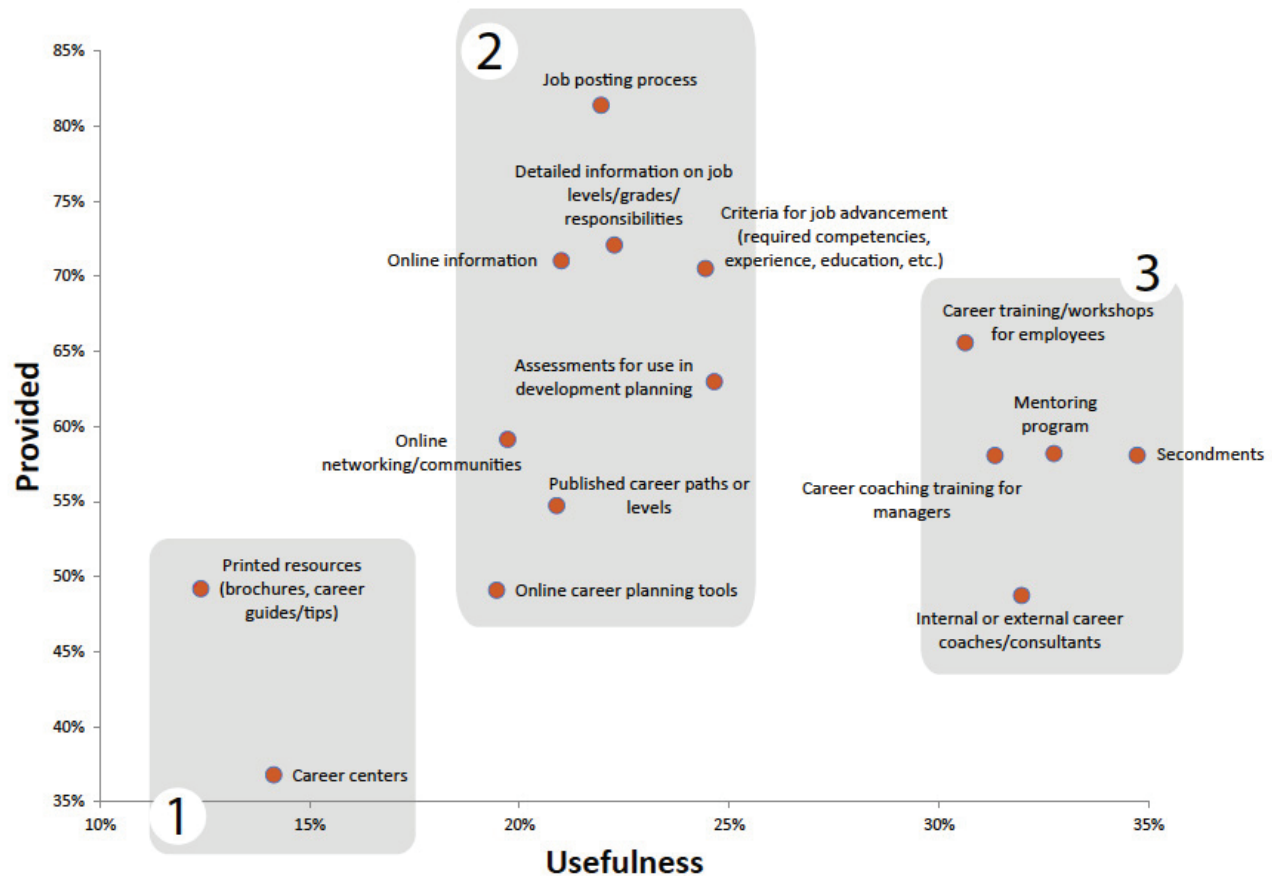 2
85%
Job posting process
80%
Detailed information on job
levels/grades/
responsibilities
75%
Criteria for job advancement
(required competencies,
experience, education, etc.)
Online information
70%
3
Career training/workshops
for employees
65%
Assessments for use in
development planning
Mentoring
program
60%
Online
networking/communities
Secondments
Provided
55%
Published career paths or
levels
Career coaching training for
managers
Printed resources
(brochures, career
guides/tips)
50%
Online career planning tools
Internal or external career
coaches/consultants
45%
40%
Career centers
35%
1
10%
15%
20%
25%
30%
35%
Usefulness